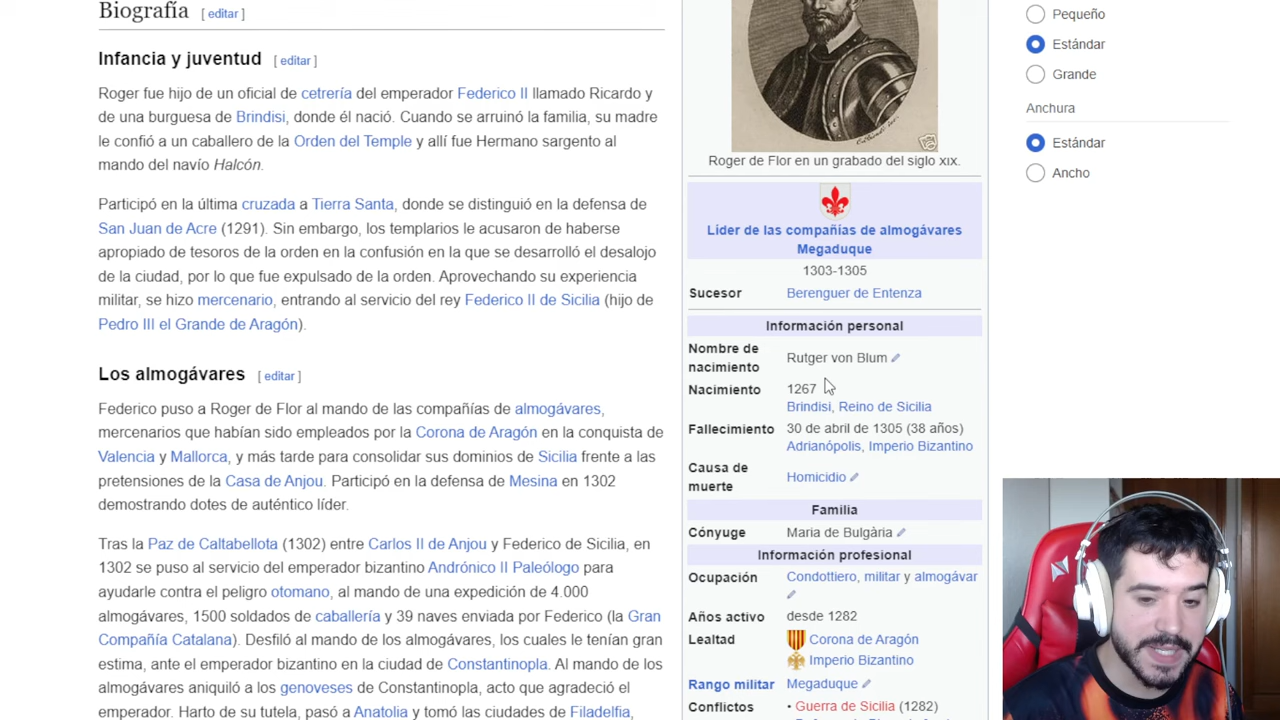 Biografía [ editar ]
Infancia y juventud [ editar ]
Roger fue hijo de un oficial de cetrería del emperador Federico II llamado Ricardo y
de una burguesa de Brindisi, donde él nació. Cuando se arruinó la familia, su madre
le confió a un caballero de la Orden del Temple y allí fue Hermano sargento al
mando del navío Halcón.
Participó en la última cruzada a Tierra Santa, donde se distinguió en la defensa de
San Juan de Acre (1291). Sin embargo, los templarios le acusaron de haberse
apropiado de tesoros de la orden en la confusión en la que se desarrolló el desalojo
de la ciudad, por lo que fue expulsado de la orden. Aprovechando su experiencia
militar, se hizo mercenario, entrando al servicio del rey Federico II de Sicilia (hijo de
Pedro III el Grande de Aragón).
Los almogávares [ editar ]
Federico puso a Roger de Flor al mando de las compañías de almogávares,
mercenarios que habían sido empleados por la Corona de Aragón en la conquista de
Valencia y Mallorca, y más tarde para consolidar sus dominios de Sicilia frente a las
pretensiones de la Casa de Anjou. Participó en la defensa de Mesina en 1302
demostrando dotes de auténtico líder.
Tras la Paz de Caltabellota (1302) entre Carlos II de Anjou y Federico de Sicilia, en
1302 se puso al servicio del emperador bizantino Andrónico II Paleólogo para
ayudarle contra el peligro otomano, al mando de una expedición de 4.000
almogávares, 1500 soldados de caballería y 39 naves enviada por Federico (la Gran
Compañía Catalana). Desfiló al mando de los almogávares, los cuales le tenían gran
estima, ante el emperador bizantino en la ciudad de Constantinopla. Al mando de los
almogávares aniquiló a los genoveses de Constantinopla, acto que agradeció el
emperador. Harto de su tutela, pasó a Anatolia y tomó las ciudades de Filadelfia,
Roger de Flor en un grabado del siglo XIX.
Líder de las compañías de almogávares
Megaduque
1303-1305
Sucesor Berenguer de Entenza
Información personal
Nombre de
nacimiento Rutger von Blum
Nacimiento 1267
Brindisi, Reino de Sicilia
Fallecimiento 30 de abril de 1305 (38 años)
Adrianópolis, Imperio Bizantino
Causa de
muerte Homicidio
Familia
Cónyuge Maria de Bulgària
Información profesional
Ocupación Condottiero, militar y almogávar
Años activo desde 1282
Lealtad Corona de Aragón
Imperio Bizantino
Rango militar Megaduque
Conflictos • Guerra de Sicilia (1282)
Pequeño
Estándar
Grande
Anchura
Estándar
Ancho